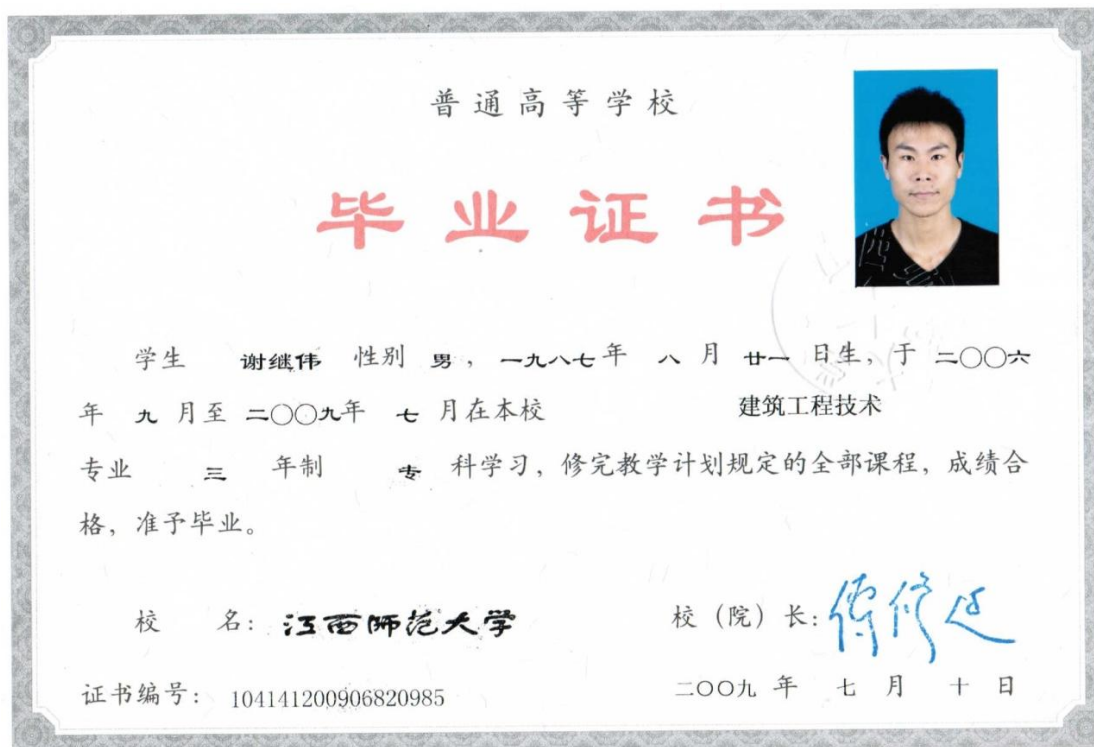 普通高等学校
毕业证书
学生 谢继伟 性别 男，一九八七年 八 月 廿一 日生，于 二〇〇六
年 九 月至 二〇〇九年 七 月在本校 建筑工程技术
专业 三 年制 专 科学习，修完教学计划规定的全部课程，成绩合
格，准予毕业。
校 名：江西师范大学 校（院）长：傅修延
证书编号：104141200906820985 二〇〇九 年 七 月 十 日